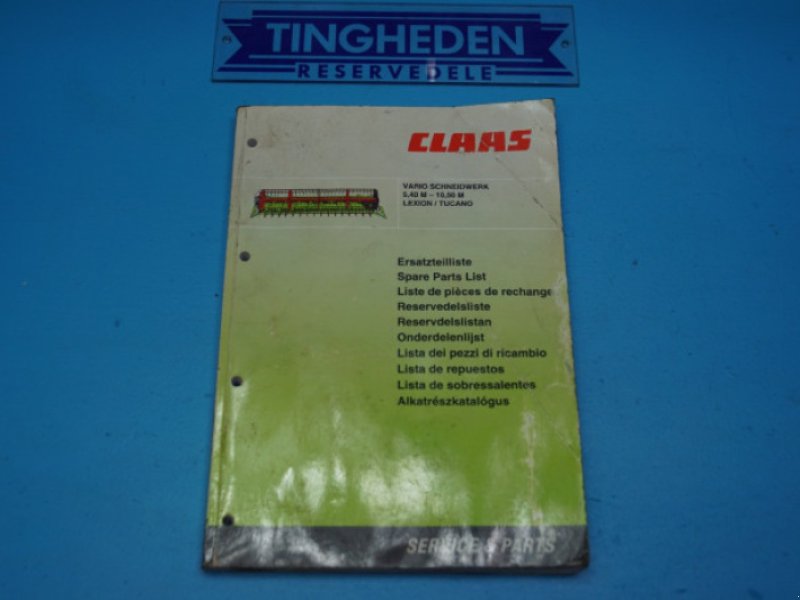 TINGHEDEN
RESERVEDELE
CLAAS
VARIO SCHNEIDWERK
5,40 M – 10,50 M
LEXION / TUCANO
Ersatzteilliste
Spare Parts List
Liste de pièces de rechange
Reservedelsliste
Reservdelslistan
Onderdelenlijst
Lista dei pezzi di ricambio
Lista de repuestos
Lista de sobressalentes
Alkatrészkatalógus
SERVICE & PARTS